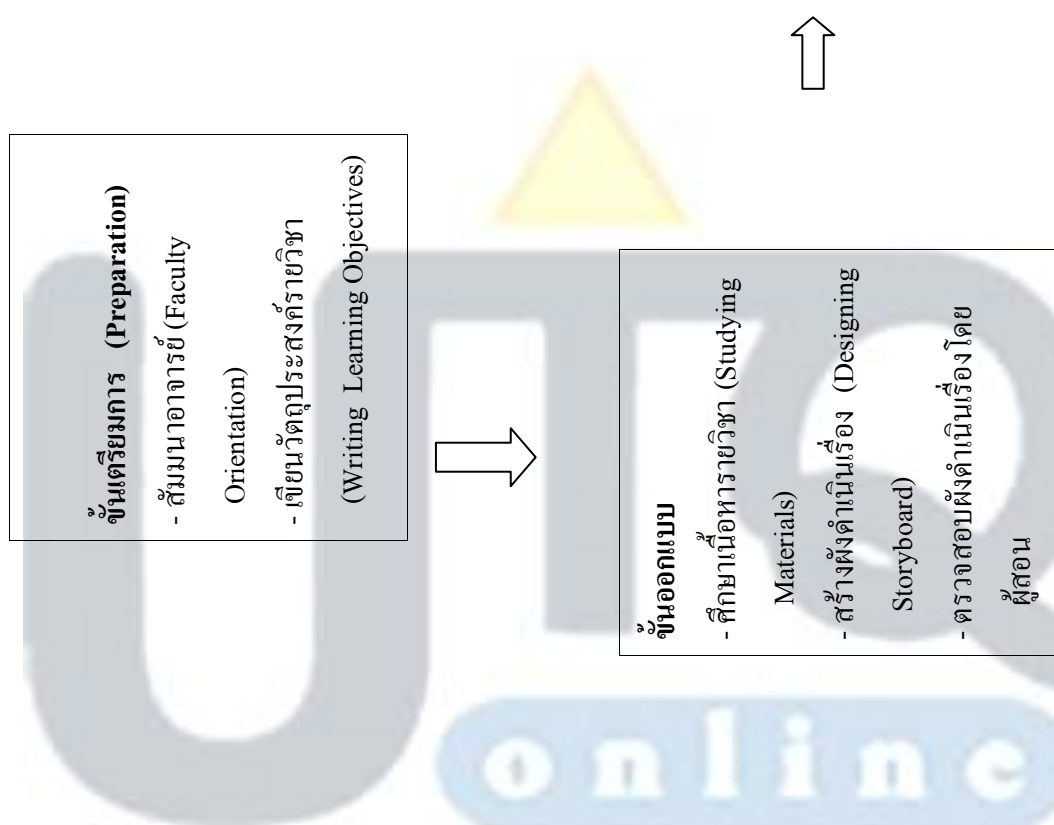 ขั้นเตรียมการ (Preparation)
- สัมมนาอาจารย์ (Faculty
Orientation)
- เขียนวัตถุประสงค์รายวิชา
(Writing Learning Objectives)
ขั้นออกแบบ
- ศึกษาเนื้อหารายวิชา (Studying
Materials)
- สร้างผังดำเนินเรื่อง (Designing
Storyboard)
- ตรวจสอบผังดำเนินเรื่องโดย
ผู้สอน
UTQ
online